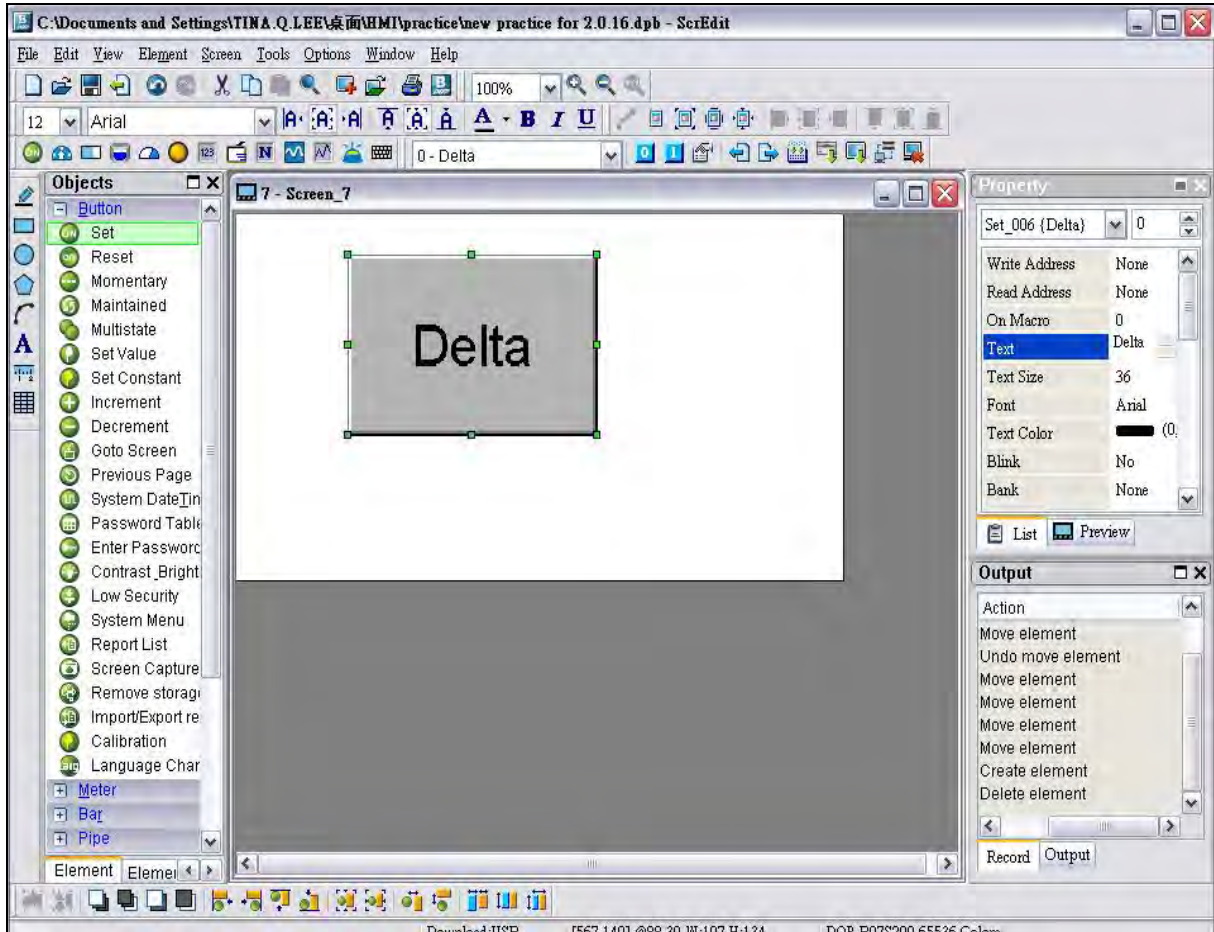 C:\Documents and Settings\TINA.Q.LEE\桌面\HMI\practice\new practice for 2.0.16.dpb - ScrEdit
File Edit View Element Screen Tools Options Window Help
100%
12 Arial
0 - Delta
Objects
Button
Set
Reset
Momentary
Maintained
Multistate
Set Value
Set Constant
Increment
Decrement
Goto Screen
Previous Page
System DateTin
Password Table
Enter Password
Contrast_Bright
Low Security
System Menu
Report List
Screen Capture
Remove storag
Import/Export re
Calibration
Language Char
Meter
Bar
Pipe
Element Elemei
7 - Screen_7
Delta
Property
Set_006 {Delta} 0
Write Address None
Read Address None
On Macro 0
Text Delta
Text Size 36
Font Arial
Text Color (0,
Blink No
Bank None
List Preview
Output
Action
Move element
Undo move element
Move element
Move element
Move element
Move element
Create element
Delete element
Record Output